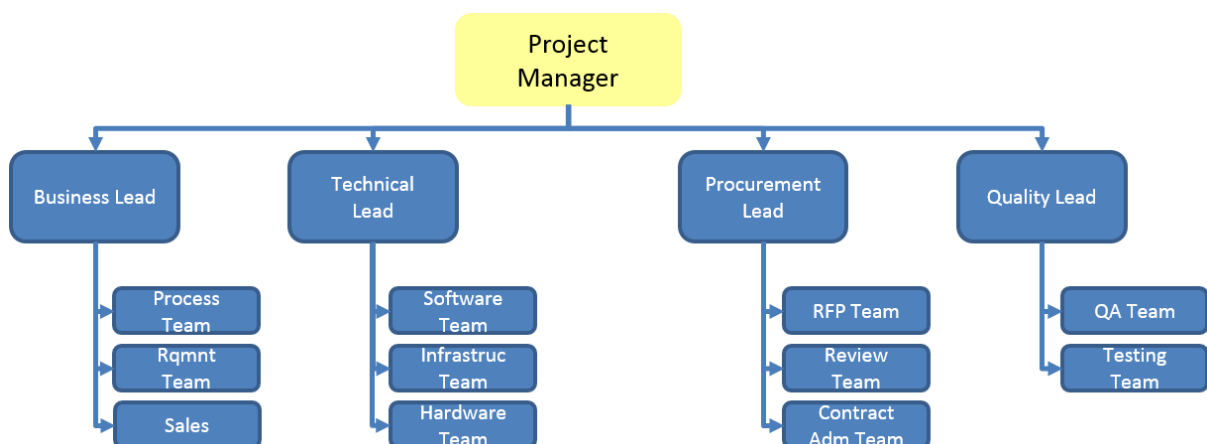 Project
Manager
Business Lead
Technical
Lead
Procurement
Lead
Quality Lead
Process
Team
Rqmnt
Team
Sales
Software
Team
Infrastruc
Team
Hardware
Team
RFP Team
Review
Team
Contract
Adm Team
QA Team
Testing
Team